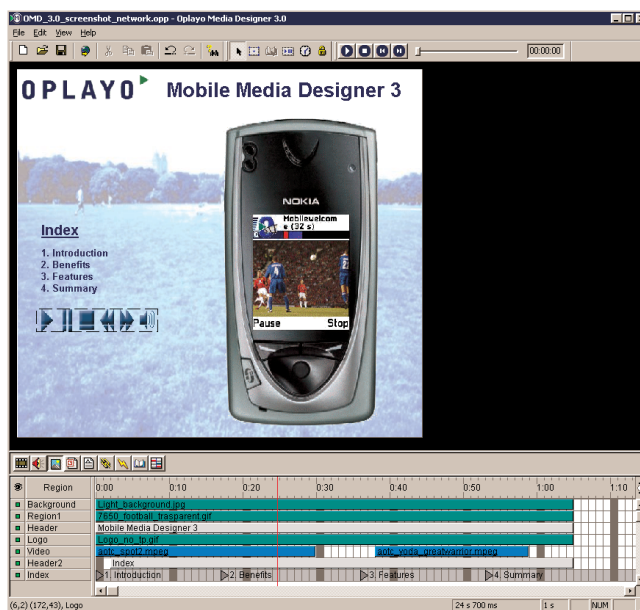 OMD_3.0_screenshot_network.opp - Oplayo Media Designer 3.0
File Edit View Help
00:00:00
OPLAYO Mobile Media Designer 3
NOKIA
Mobilewelcom
e (32 s)
Index
1. Introduction
2. Benefits
3. Features
4. Summary
Pause Stop
Region 0:00 0:10 0:20 0:30 0:40 0:50 1:00 1:10
Background Light_background.jpg
Region1 7650_football_trasparent.gif
Header Mobile Media Designer 3
Logo Logo_no_tp.gif
Video aotc_spot2.mpeg aotc_yoda_greatwarrior.mpeg
Header2 Index
Index 1. Introduction 2. Benefits 3. Features 4. Summary
(6,2) (172,43), Logo 24 s 700 ms 1 s NUM